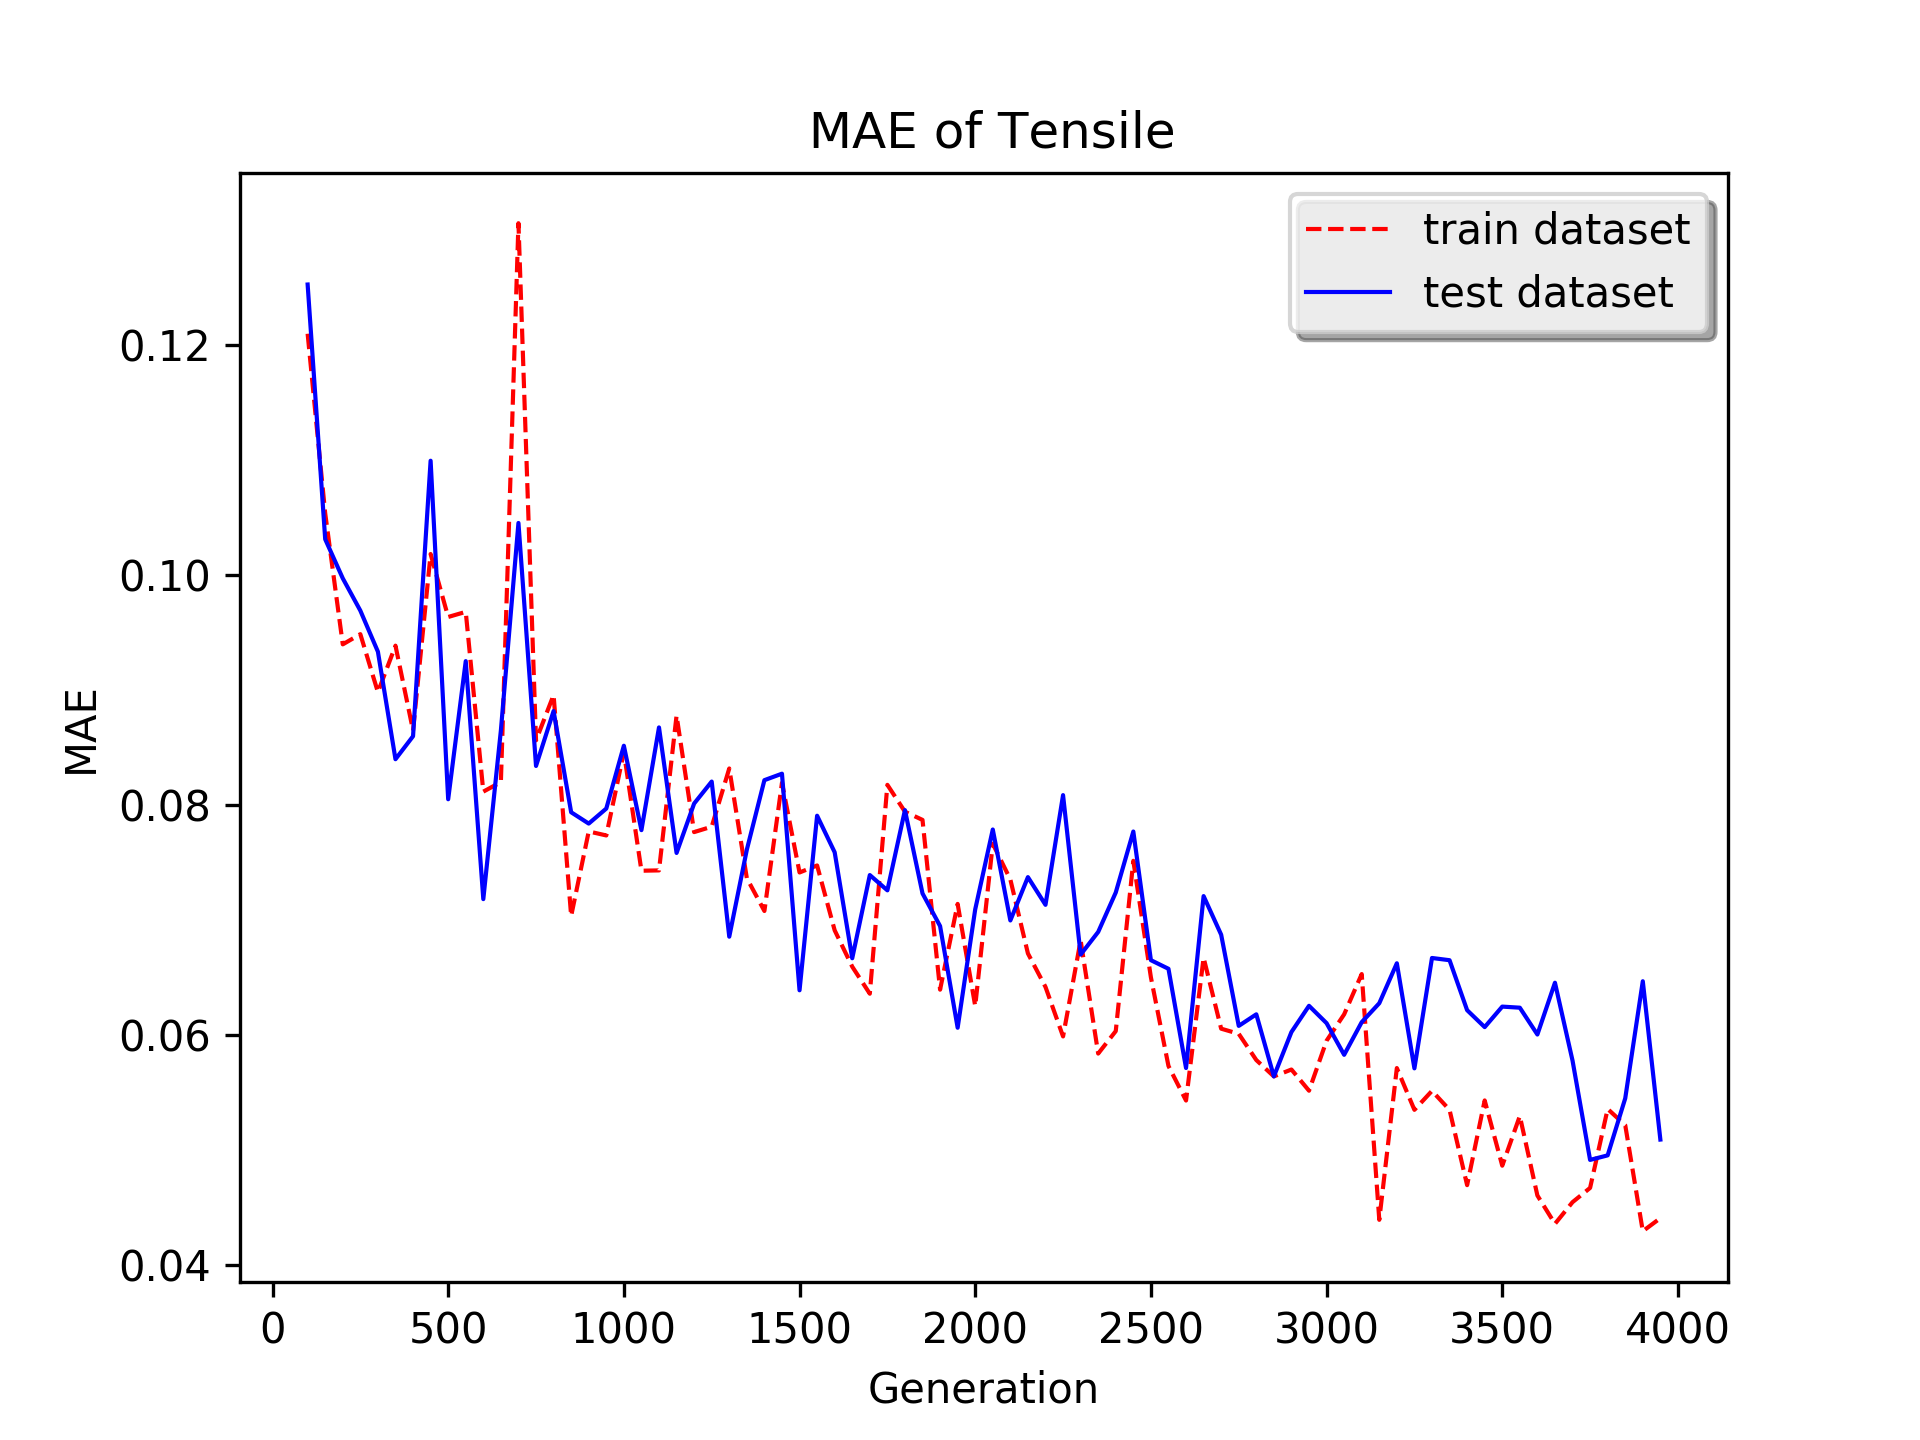 MAE of Tensile
train dataset
test dataset
0.12
0.10
0.08
0.06
0.04
MAE
0 500 1000 1500 2000 2500 3000 3500 4000
Generation